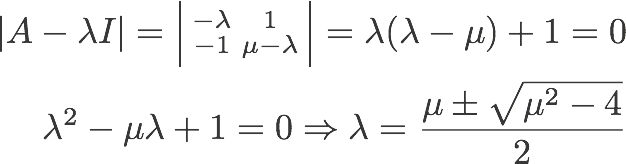 |A − λI| = | −λ 1 −1 μ−λ | = λ(λ − μ) + 1 = 0
λ² − μλ + 1 = 0 ⇒ λ = (μ ± √(μ² − 4))/2